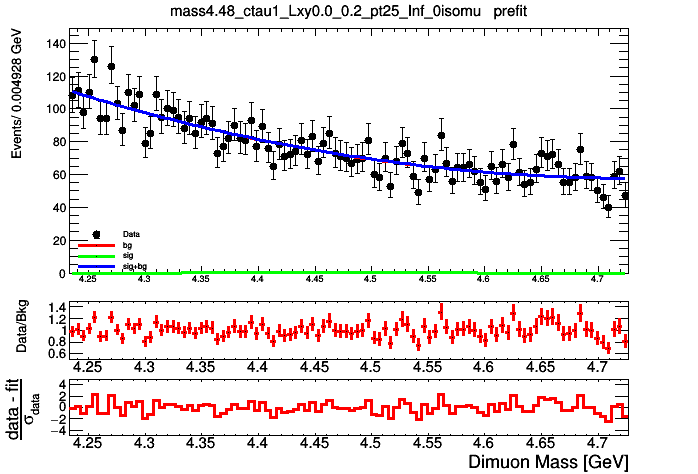 mass4.48_ctau1_Lxy0.0_0.2_pt25_Inf_0isomu prefit
Events/ 0.004928 GeV
140
120
100
80
60
40
20
0
Data
bg
sig
sig+bg
4.25 4.3 4.35 4.4 4.45 4.5 4.55 4.6 4.65 4.7
Data/Bkg
1.4
1.2
1
0.8
0.6
4.25 4.3 4.35 4.4 4.45 4.5 4.55 4.6 4.65 4.7
data - fit
σdata
4
2
0
−2
−4
4.25 4.3 4.35 4.4 4.45 4.5 4.55 4.6 4.65 4.7
Dimuon Mass [GeV]